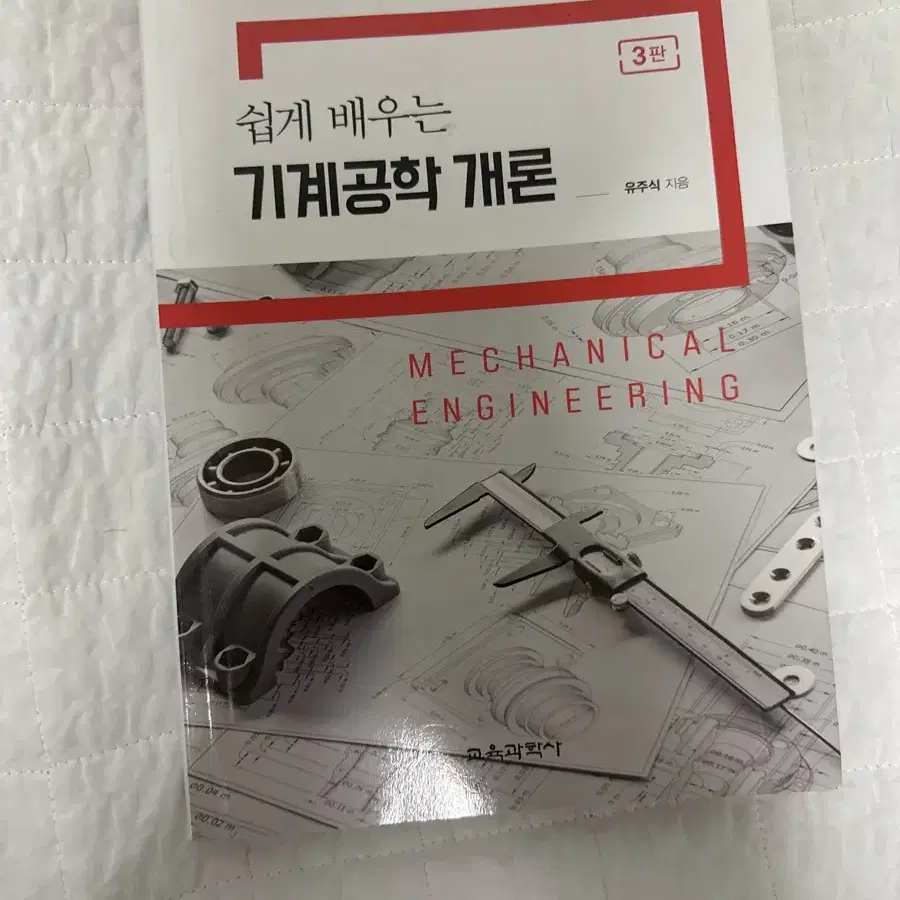 3판
쉽게 배우는
기계공학 개론
유주식 지음
MECHANICAL
ENGINEERING
교육과학사